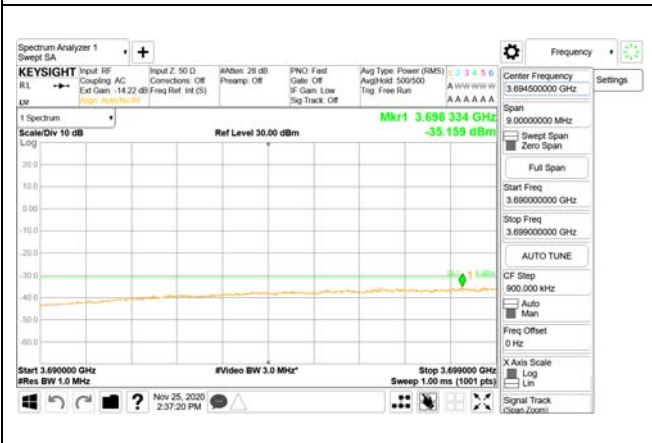 Spectrum Analyzer 1
Swept SA
Frequency
KEYSIGHT
RL
Input: RF
Coupling: AC
Ext Gain: -14.22 dB
Align: Auto/No RF
Input Z: 50 Ω
Corrections: Off
Freq Ref: Int (S)
#Atten: 28 dB
Preamp: Off
PNO: Fast
Gate: Off
IF Gain: Low
Sig Track: Off
Avg Type: Power (RMS)
Avg|Hold: 500/500
Trig: Free Run
1 2 3 4 5 6
A W W W W W
A A A A A A
1 Spectrum
Scale/Div 10 dB
Log
Ref Level 30.00 dBm
Mkr1 3.698 334 GHz
-35.159 dBm
20.0
10.0
0.00
-10.0
-20.0
-30.0
-40.0
-50.0
-60.0
1
Start 3.690000 GHz
#Res BW 1.0 MHz
#Video BW 3.0 MHz*
Stop 3.699000 GHz
Sweep 1.00 ms (1001 pts)
Nov 25, 2020
2:37:20 PM
Center Frequency
3.694500000 GHz
Settings
Span
9.00000000 MHz
Swept Span
Zero Span
Full Span
Start Freq
3.690000000 GHz
Stop Freq
3.699000000 GHz
AUTO TUNE
CF Step
900.000 kHz
Auto
Man
Freq Offset
0 Hz
X Axis Scale
Log
Lin
Signal Track
(Span Zoom)